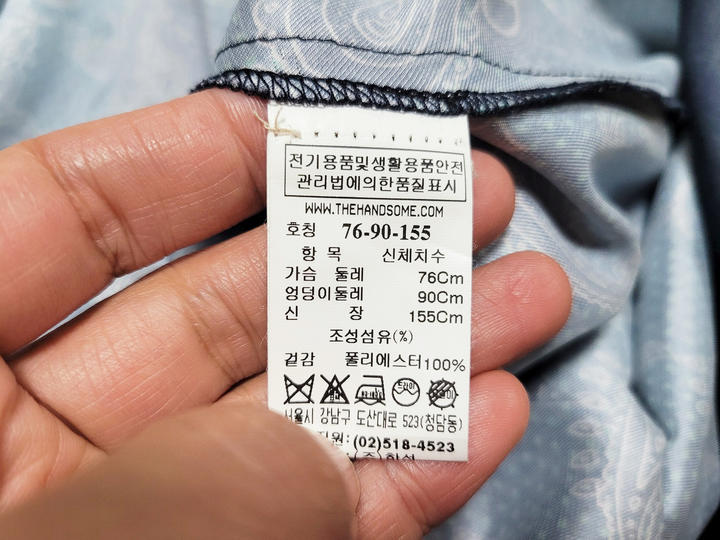 전기용품및생활용품안전
관리법에의한품질표시
WWW.THEHANDSOME.COM
호칭 76-90-155
항 목 신체치수
가슴 둘레 76Cm
엉덩이둘레 90Cm
신 장 155Cm
조성섬유(%)
겉감 폴리에스터100%
드라이
서울시 강남구 도산대로 523(청담동)
(02)518-4523